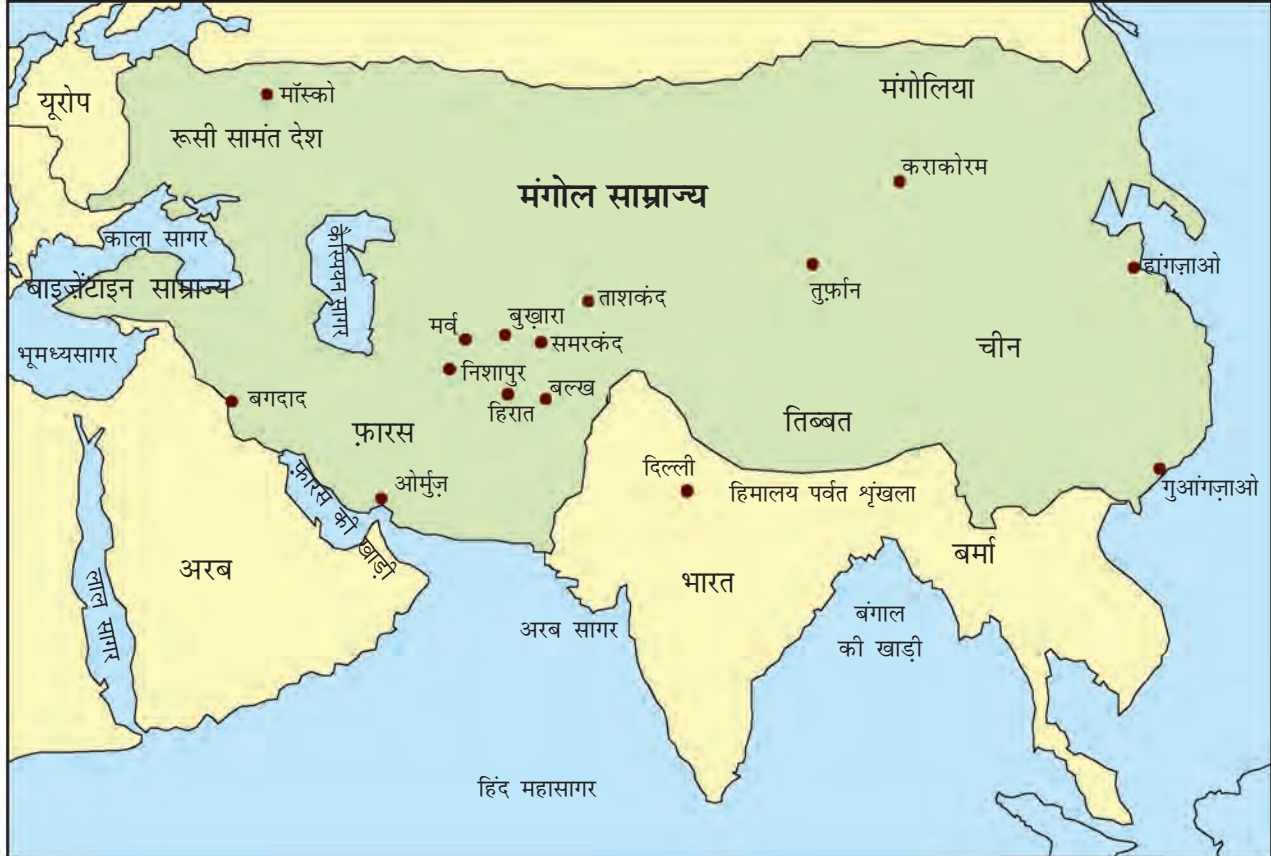 यूरोप
मॉस्को
रूसी सामंत देश
मंगोलिया
कराकोरम
मंगोल साम्राज्य
काला सागर
कैस्पियन सागर
हांगज़ाओ
तुर्फ़ान
बाइज़ेंटाइन साम्राज्य
ताशकंद
बुख़ारा
मर्व
समरकंद
चीन
भूमध्यसागर
निशापुर
बल्ख
बगदाद
हिरात
फ़ारस
तिब्बत
दिल्ली
ओर्मुज़
हिमालय पर्वत शृंखला
गुआंगज़ाओ
फ़ारस की खाड़ी
बर्मा
अरब
भारत
लाल सागर
अरब सागर
बंगाल
की खाड़ी
हिंद महासागर